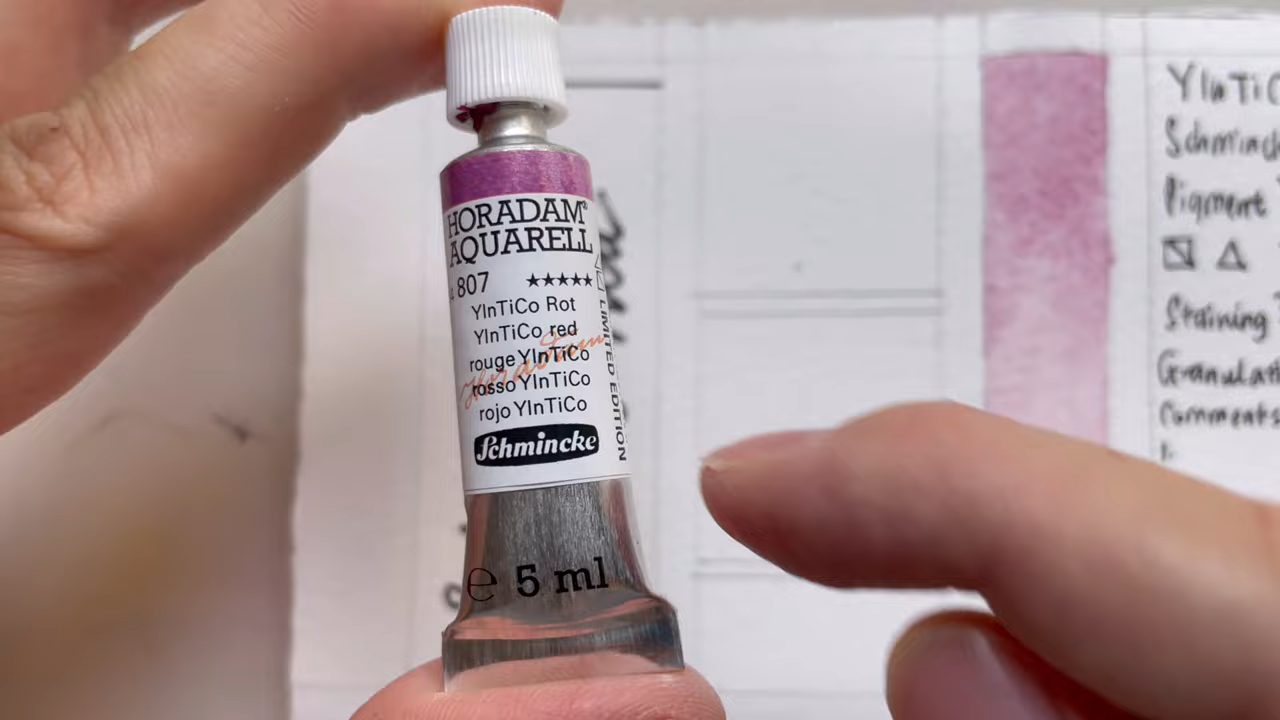 HORADAM®
AQUARELL
807 ★★★★★
YInTiCo Rot
YInTiCo red
rouge YInTiCo
rosso YInTiCo
rojo YInTiCo
Schmincke
LIMITED EDITION
e 5 ml
YInTiC
Schminck
Pigment
Staining
Granulat
Comments